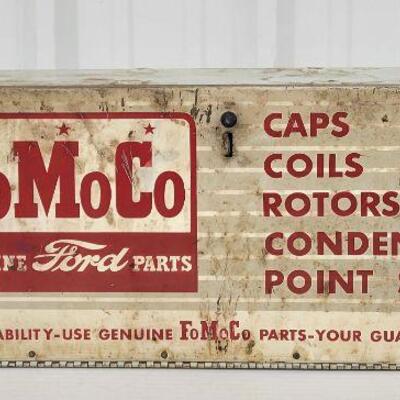 oMoCo
INE Ford PARTS
CAPS
COILS
ROTORS
CONDEN
POINT
ABILITY-USE GENUINE FOMOCO PARTS-YOUR GUA